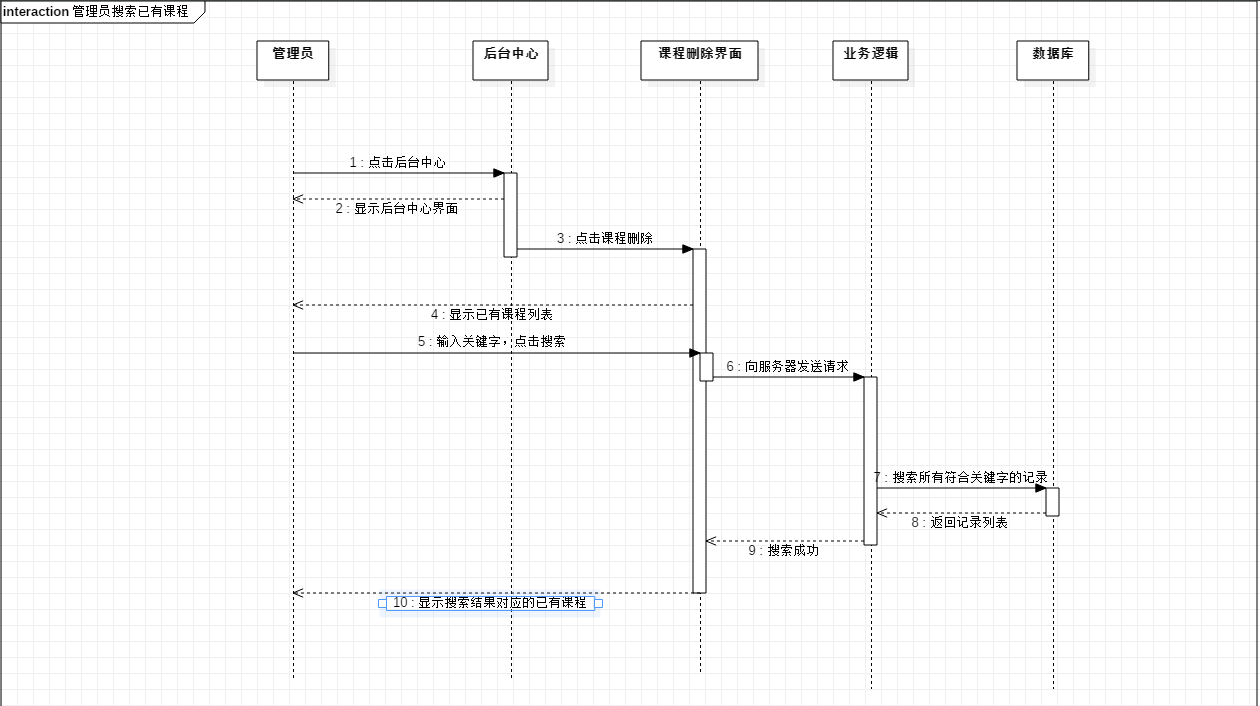 interaction 管理员搜索已有课程
管理员
后台中心
课程删除界面
业务逻辑
数据库
1 : 点击后台中心
2 : 显示后台中心界面
3 : 点击课程删除
4 : 显示已有课程列表
5 : 输入关键字，点击搜索
6 : 向服务器发送请求
7 : 搜索所有符合关键字的记录
8 : 返回记录列表
9 : 搜索成功
10 : 显示搜索结果对应的已有课程